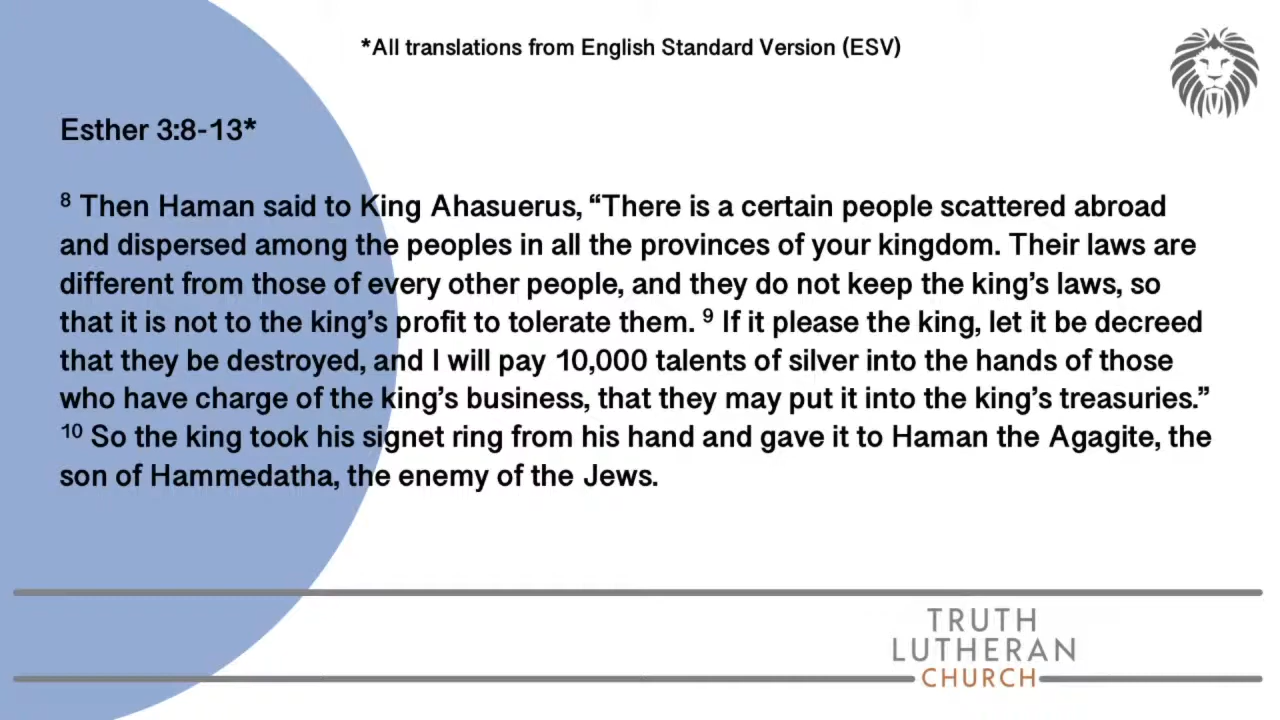 *All translations from English Standard Version (ESV)
Esther 3:8-13*
8 Then Haman said to King Ahasuerus, “There is a certain people scattered abroad
and dispersed among the peoples in all the provinces of your kingdom. Their laws are
different from those of every other people, and they do not keep the king’s laws, so
that it is not to the king’s profit to tolerate them. 9 If it please the king, let it be decreed
that they be destroyed, and I will pay 10,000 talents of silver into the hands of those
who have charge of the king’s business, that they may put it into the king’s treasuries.”
10 So the king took his signet ring from his hand and gave it to Haman the Agagite, the
son of Hammedatha, the enemy of the Jews.
TRUTH
LUTHERAN
CHURCH